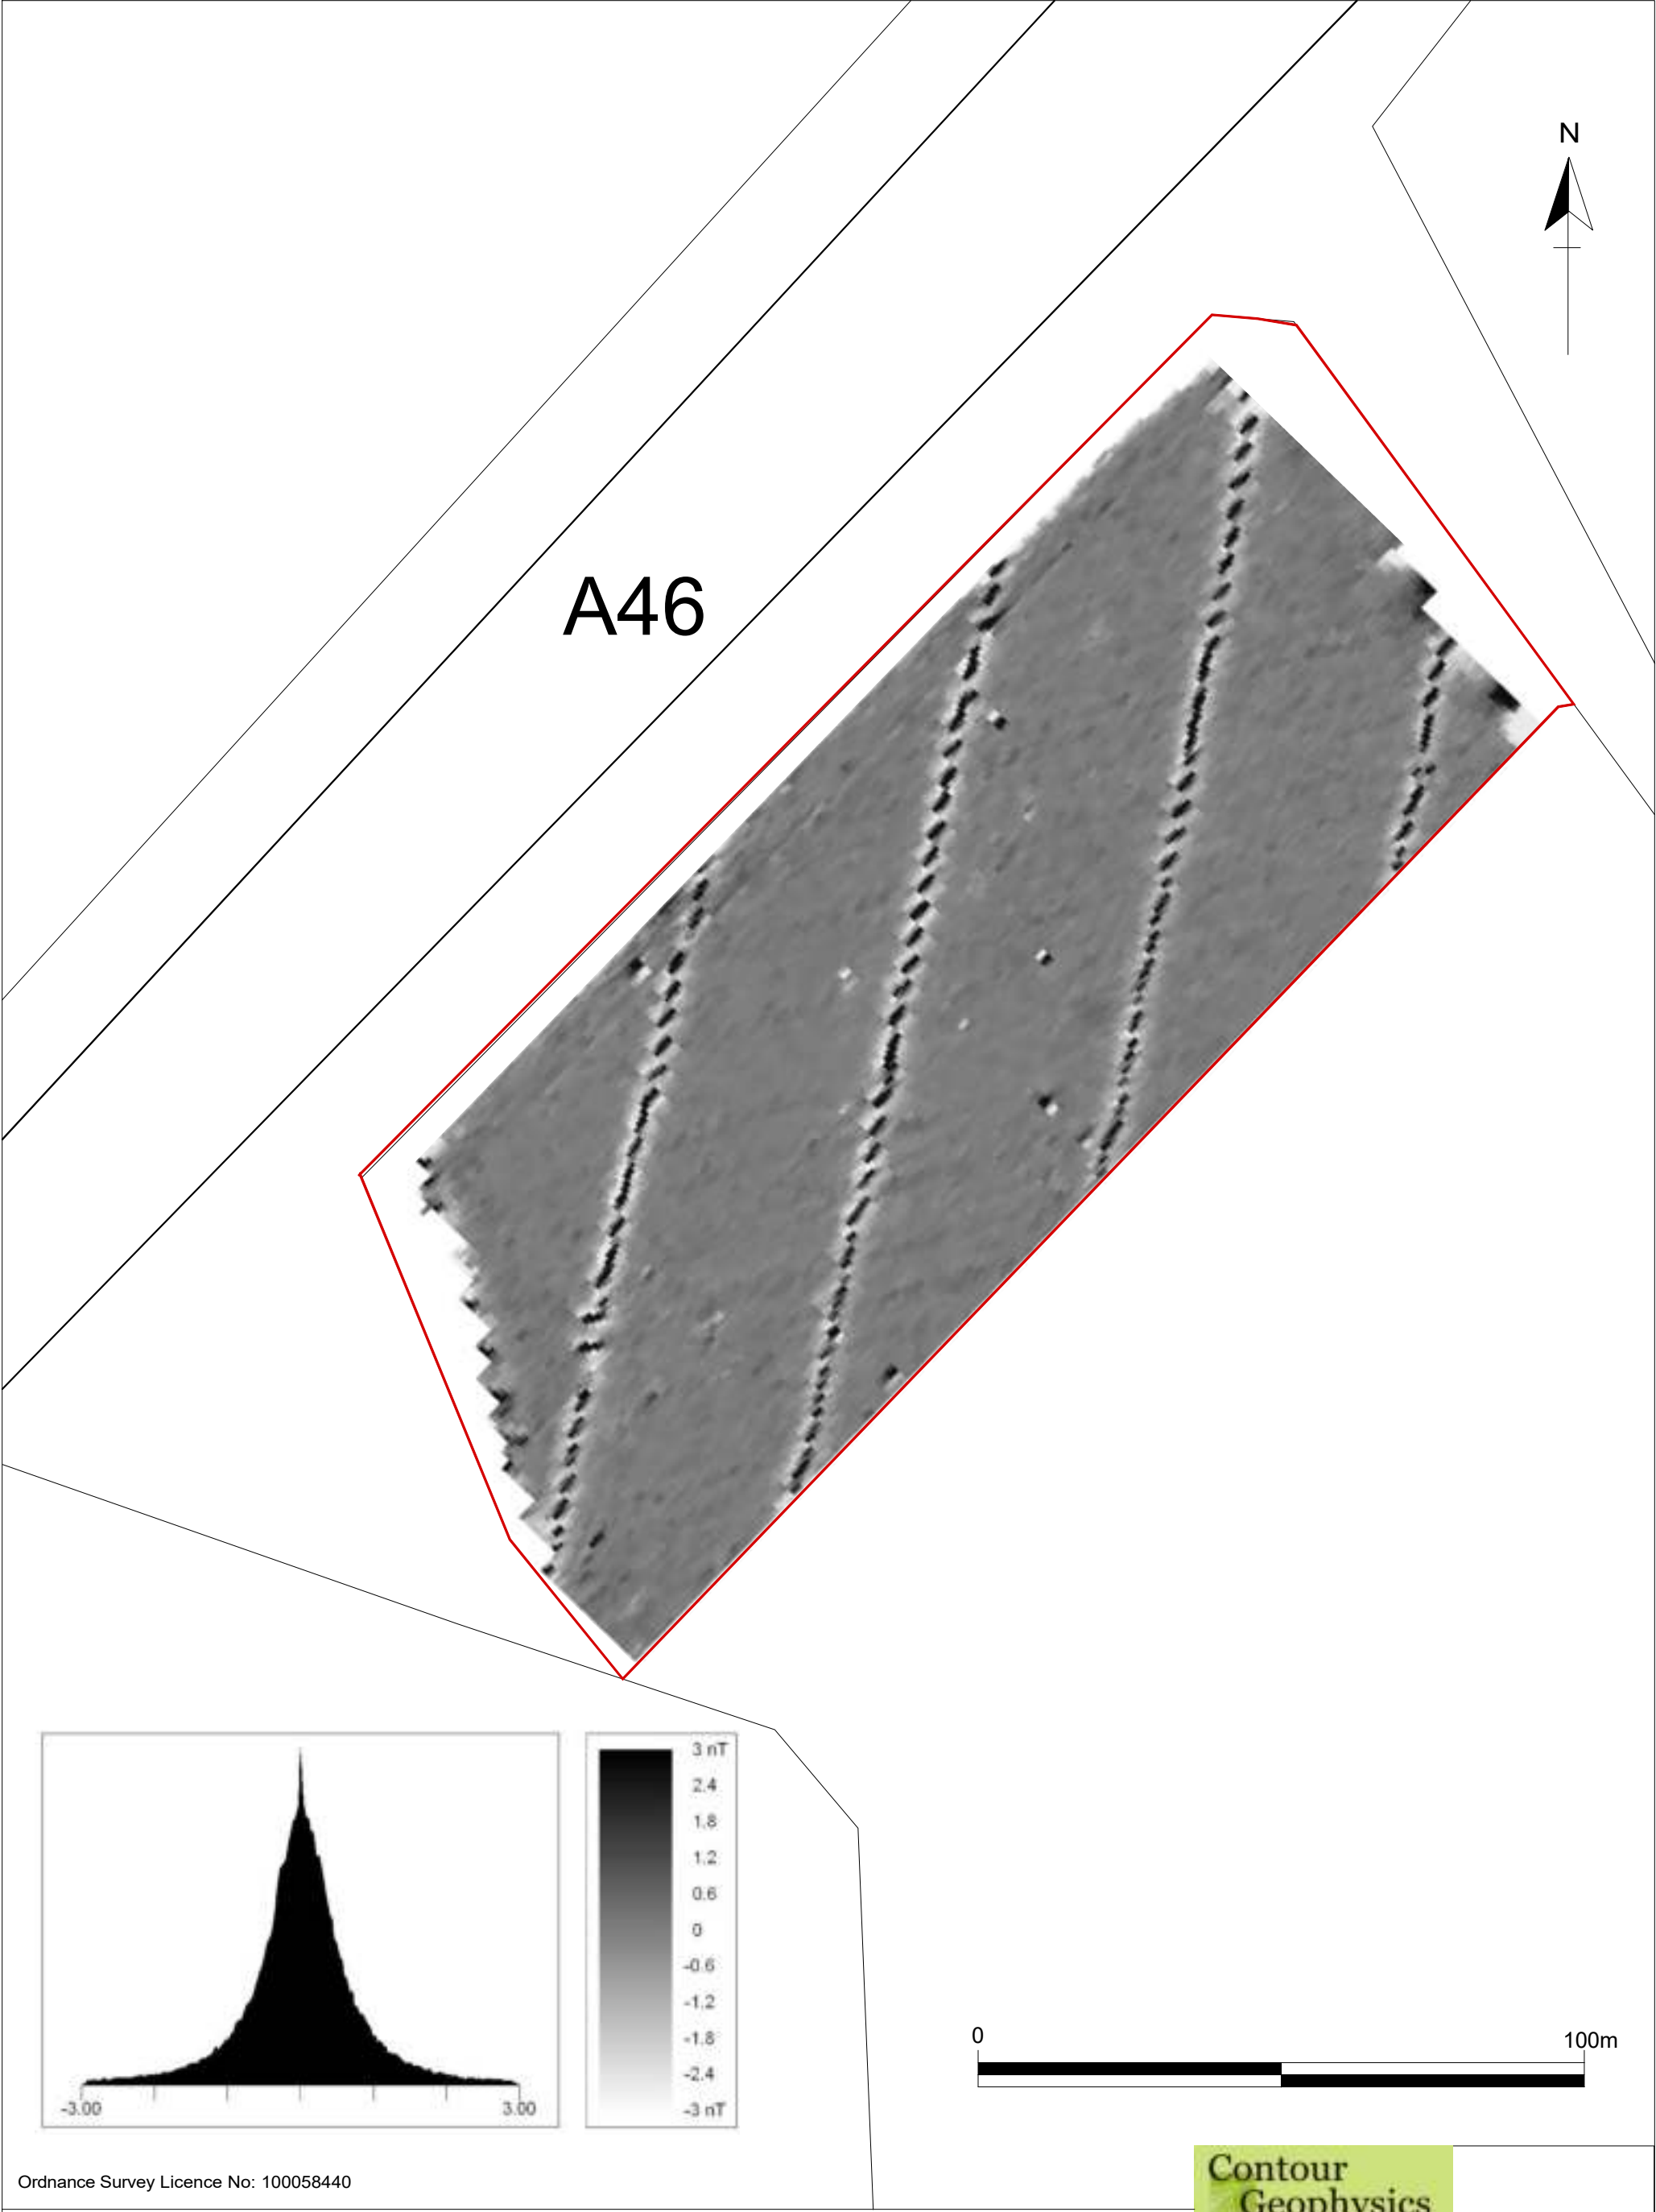 N
A46
3 nT
2.4
1.8
1.2
0.6
0
-0.6
-1.2
-1.8
-2.4
-3 nT
-3.00 3.00
0 100m
Ordnance Survey Licence No: 100058440
Contour
Geophysics